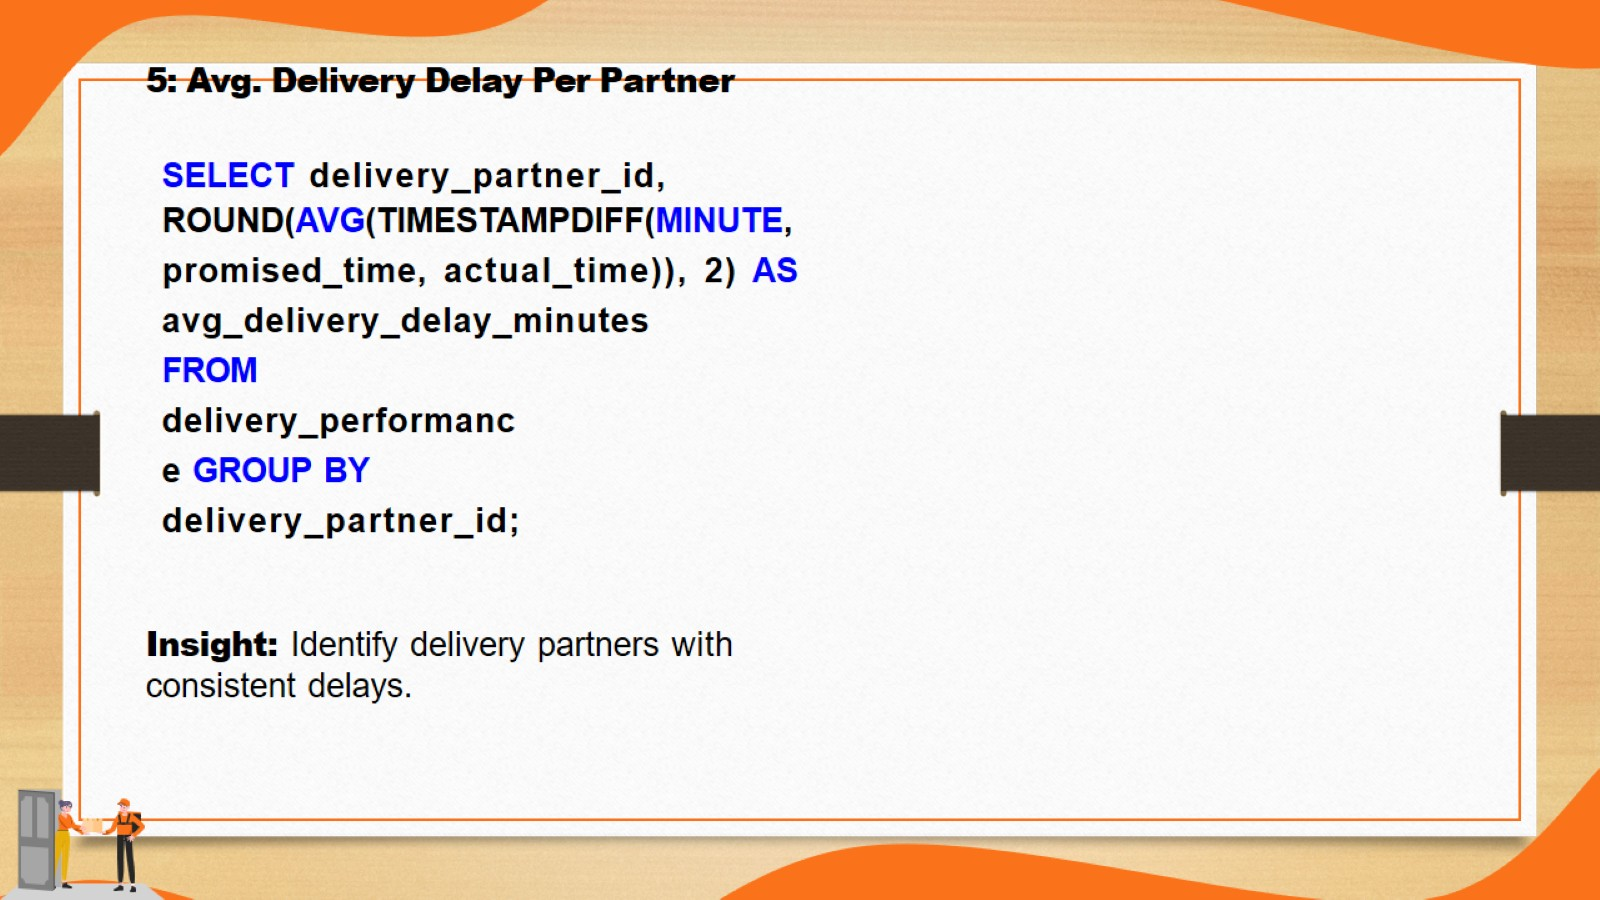 5: Avg. Delivery Delay Per Partner
SELECT delivery_partner_id,
ROUND(AVG(TIMESTAMPDIFF(MINUTE,
promised_time, actual_time)), 2) AS
avg_delivery_delay_minutes
FROM
delivery_performanc
e GROUP BY
delivery_partner_id;
Insight: Identify delivery partners with
consistent delays.